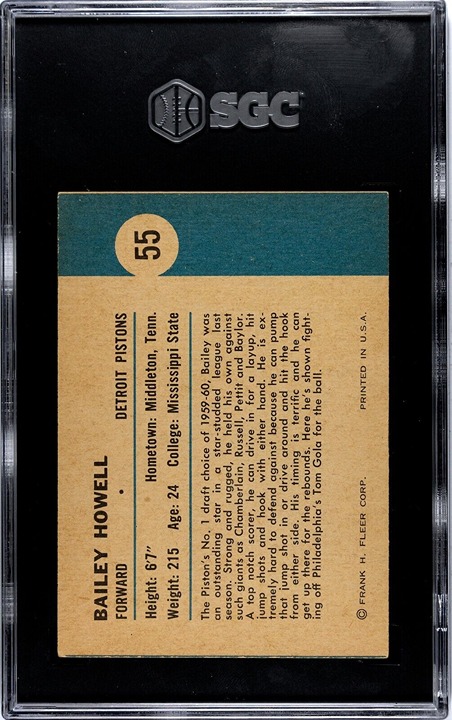 SGC
55
BAILEY HOWELL
FORWARD • DETROIT PISTONS
Height: 6'7" Hometown: Middleton, Tenn.
Weight: 215 Age: 24 College: Mississippi State
The Piston's No. 1 draft choice of 1959-60, Bailey was
an outstanding star in a star-studded league last
season. Strong and rugged, he held his own against
such giants as Chamberlain, Russell, Pettit and Baylor.
A top notch scorer, he can drive in for a layup, hit
jump shots and hook with either hand. He is ex-
tremely hard to defend against because he can pump
that jump shot in or drive around and hit the hook
from either side. His timing is terrific and he can
get up there for the rebounds. Here he's shown fight-
ing off Philadelphia's Tom Gola for the ball.
© FRANK H. FLEER CORP. PRINTED IN U.S.A.